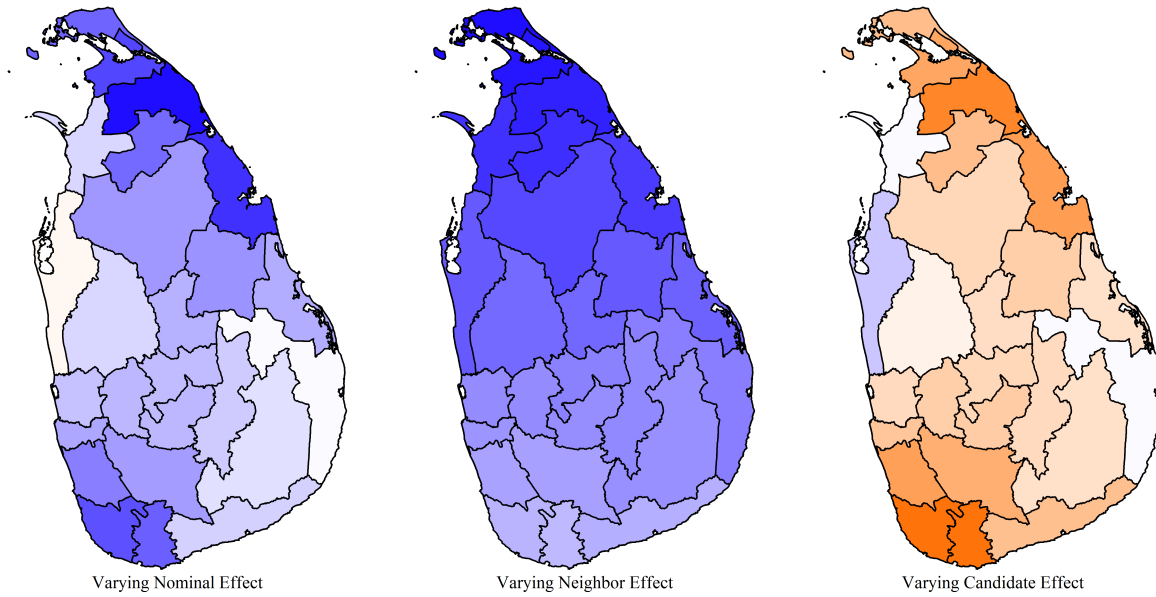 Varying Nominal Effect
Varying Neighbor Effect
Varying Candidate Effect